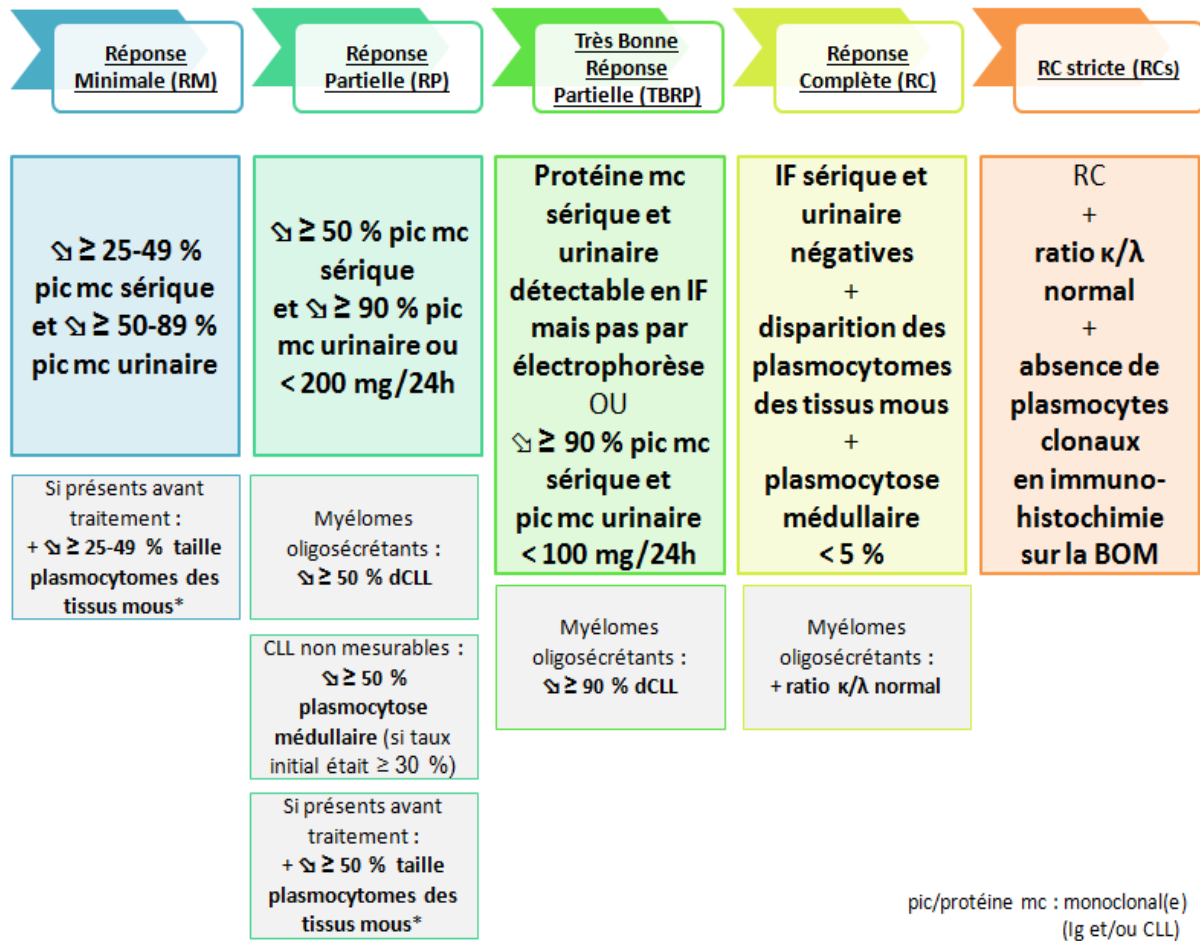 Réponse
Minimale (RM)
Réponse
Partielle (RP)
Très Bonne
Réponse
Partielle (TBRP)
Réponse
Complète (RC)
RC stricte (RCs)
⇘ ≥ 25-49 %
pic mc sérique
et ⇘ ≥ 50-89 %
pic mc urinaire
Si présents avant
traitement :
+ ⇘ ≥ 25-49 % taille
plasmocytomes des
tissus mous*
⇘ ≥ 50 % pic mc
sérique
et ⇘ ≥ 90 % pic
mc urinaire ou
< 200 mg/24h
Myélomes
oligosécrétants :
⇘ ≥ 50 % dCLL
CLL non mesurables :
⇘ ≥ 50 %
plasmocytose
médullaire (si taux
initial était ≥ 30 %)
Si présents avant
traitement :
+ ⇘ ≥ 50 % taille
plasmocytomes des
tissus mous*
Protéine mc
sérique et
urinaire
détectable en IF
mais pas par
électrophorèse
OU
⇘ ≥ 90 % pic mc
sérique et
pic mc urinaire
< 100 mg/24h
Myélomes
oligosécrétants :
⇘ ≥ 90 % dCLL
IF sérique et
urinaire
négatives
+
disparition des
plasmocytomes
des tissus mous
+
plasmocytose
médullaire
< 5 %
Myélomes
oligosécrétants :
+ ratio κ/λ normal
RC
+
ratio κ/λ
normal
+
absence de
plasmocytes
clonaux
en immuno-
histochimie
sur la BOM
pic/protéine mc : monoclonal(e)
(Ig et/ou CLL)